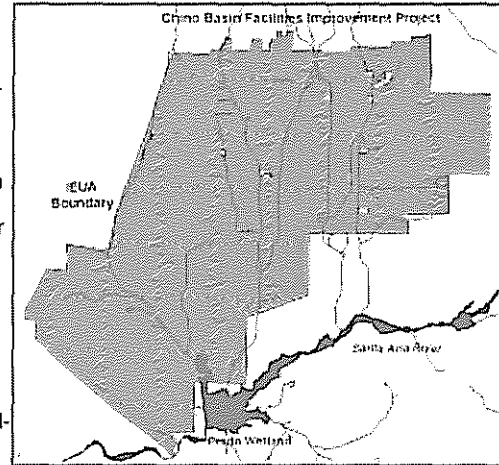 Chino Basin Facilities Improvement Project
IEUA
Boundary
Santa Ana River
Prado Wetland